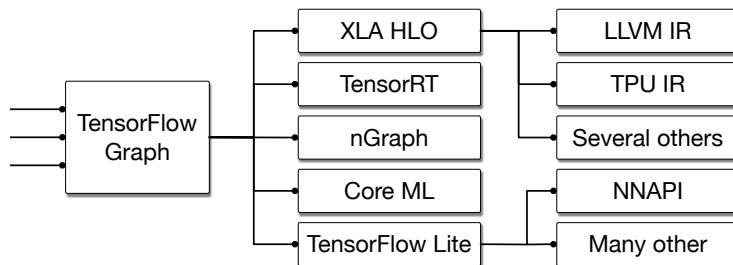 TensorFlow
Graph
XLA HLO
TensorRT
nGraph
Core ML
TensorFlow Lite
LLVM IR
TPU IR
Several others
NNAPI
Many other